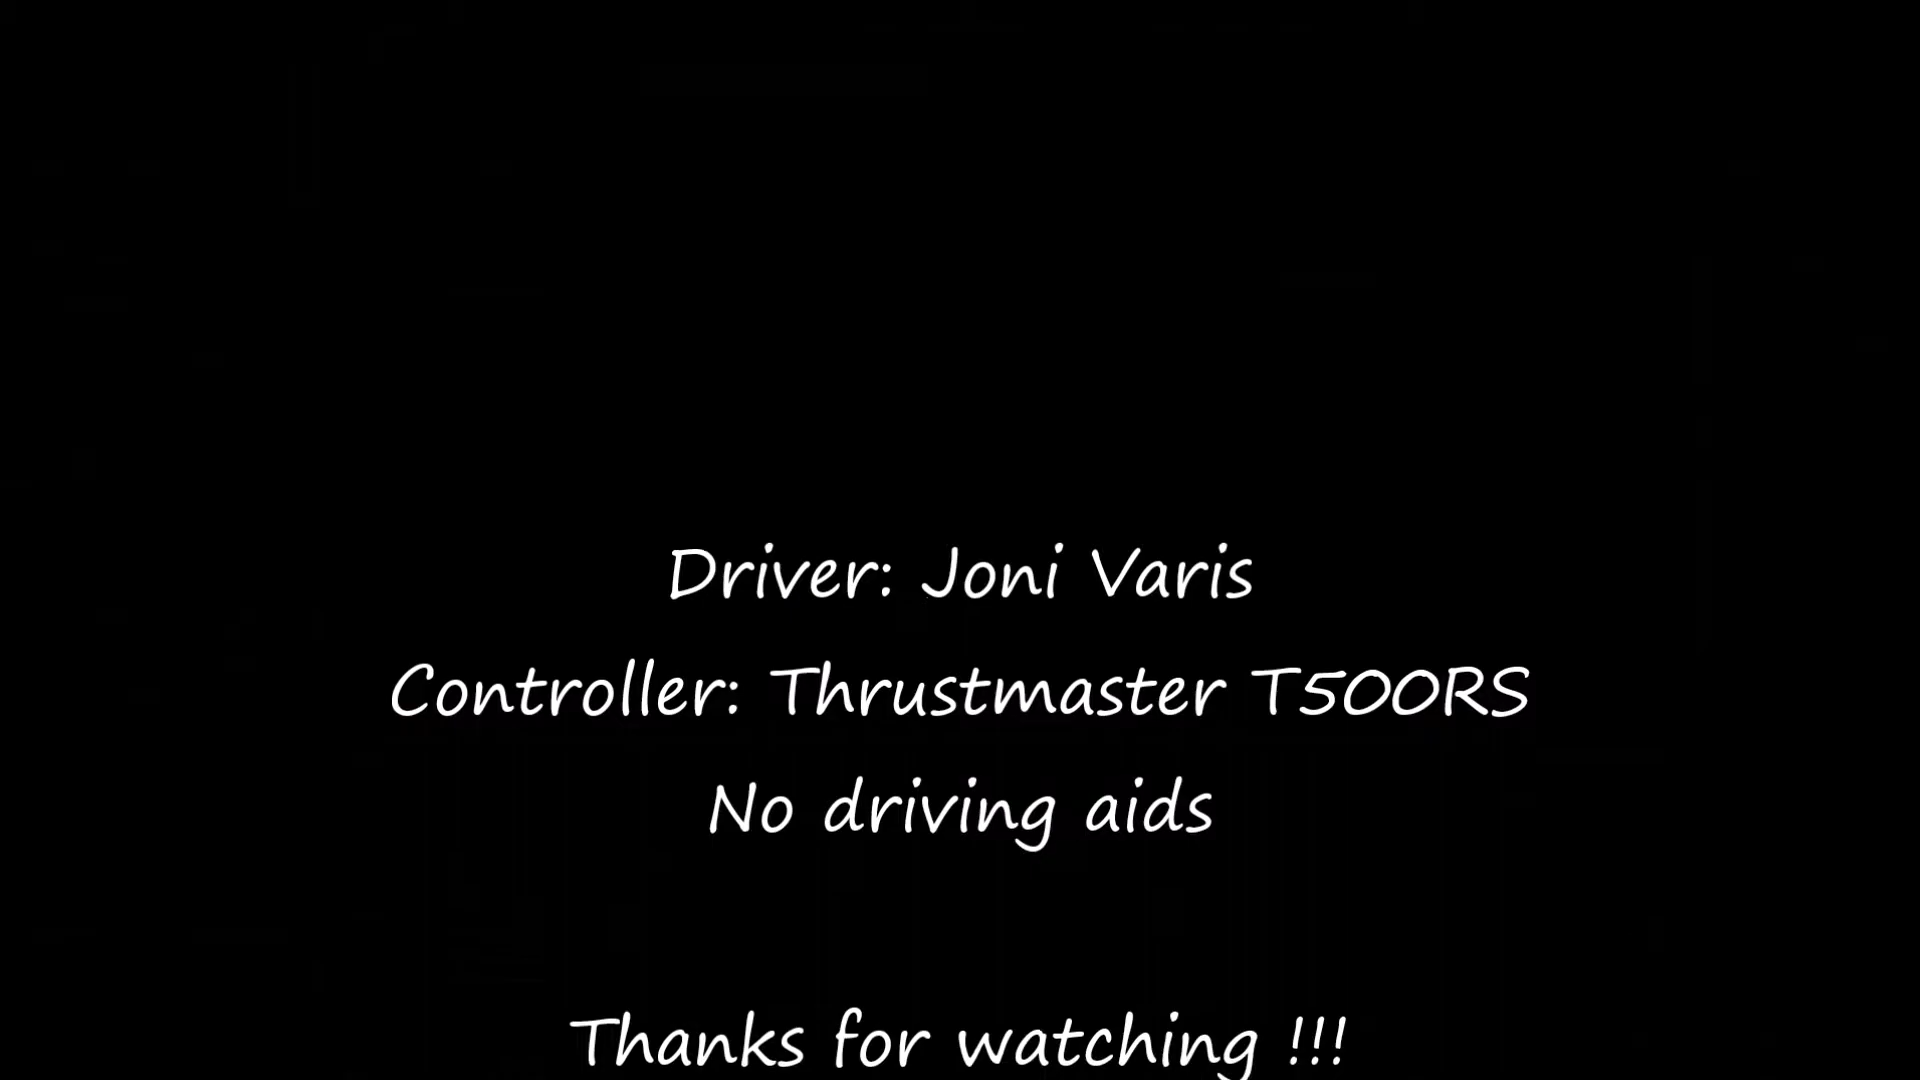 Driver: Joni Varis
Controller: Thrustmaster T500RS
No driving aids
Thanks for watching !!!